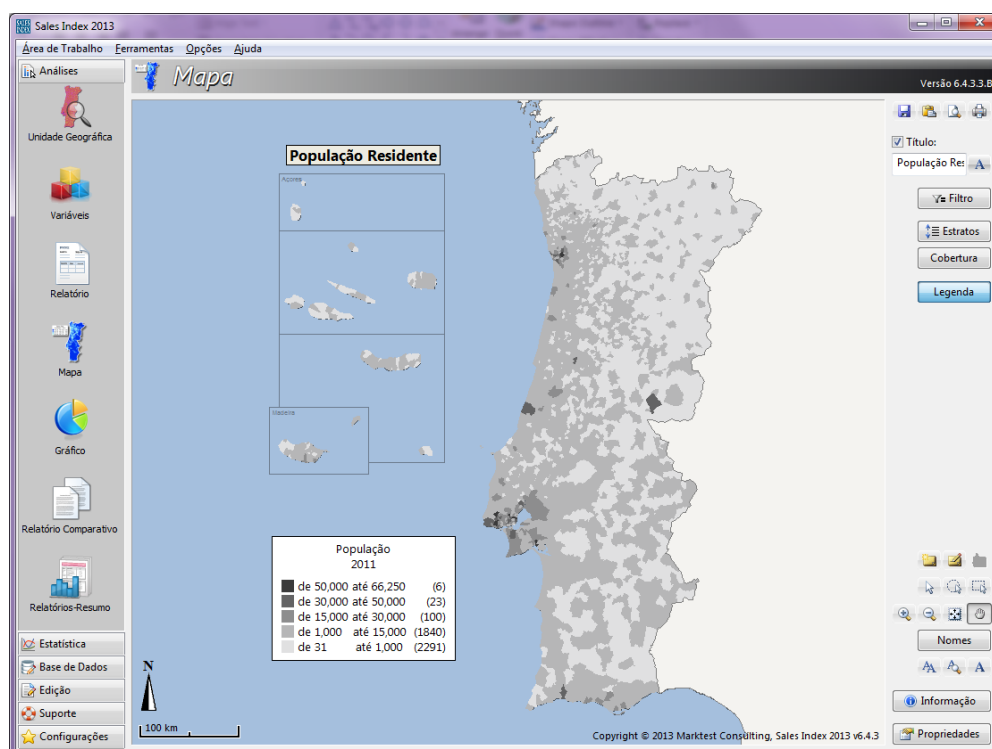 Sales Index 2013
Área de Trabalho Ferramentas Opções Ajuda
Análises
Mapa
Versão 6.4.3.3.B
Unidade Geográfica
Variáveis
Relatório
Mapa
Gráfico
Relatório Comparativo
Relatórios-Resumo
Estatística
Base de Dados
Edição
Suporte
Configurações
População Residente
Açores
Madeira
População
2011
de 50,000 até 66,250 (6)
de 30,000 até 50,000 (23)
de 15,000 até 30,000 (100)
de 1,000 até 15,000 (1840)
de 31 até 1,000 (2291)
N
100 km
Copyright © 2013 Marktest Consulting, Sales Index 2013 v6.4.3
Título:
População Res
A
Filtro
Estratos
Cobertura
Legenda
Nomes
Informação
Propriedades